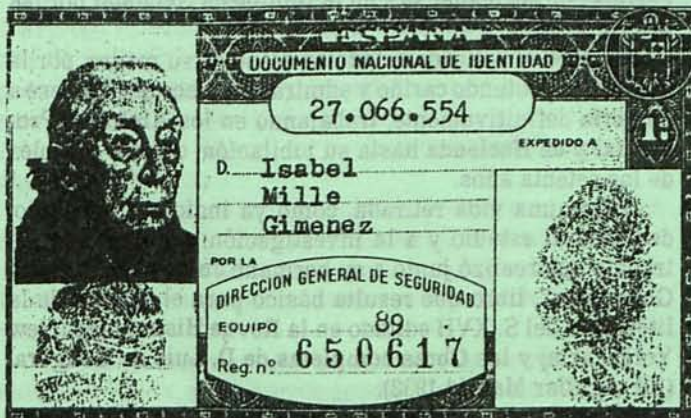 ESPAÑA
DOCUMENTO NACIONAL DE IDENTIDAD
27.066.554
EXPEDIDO A
1ª
D. Isabel
Mille
Gimenez
POR LA
DIRECCION GENERAL DE SEGURIDAD
EQUIPO 89
Reg. nº 650617